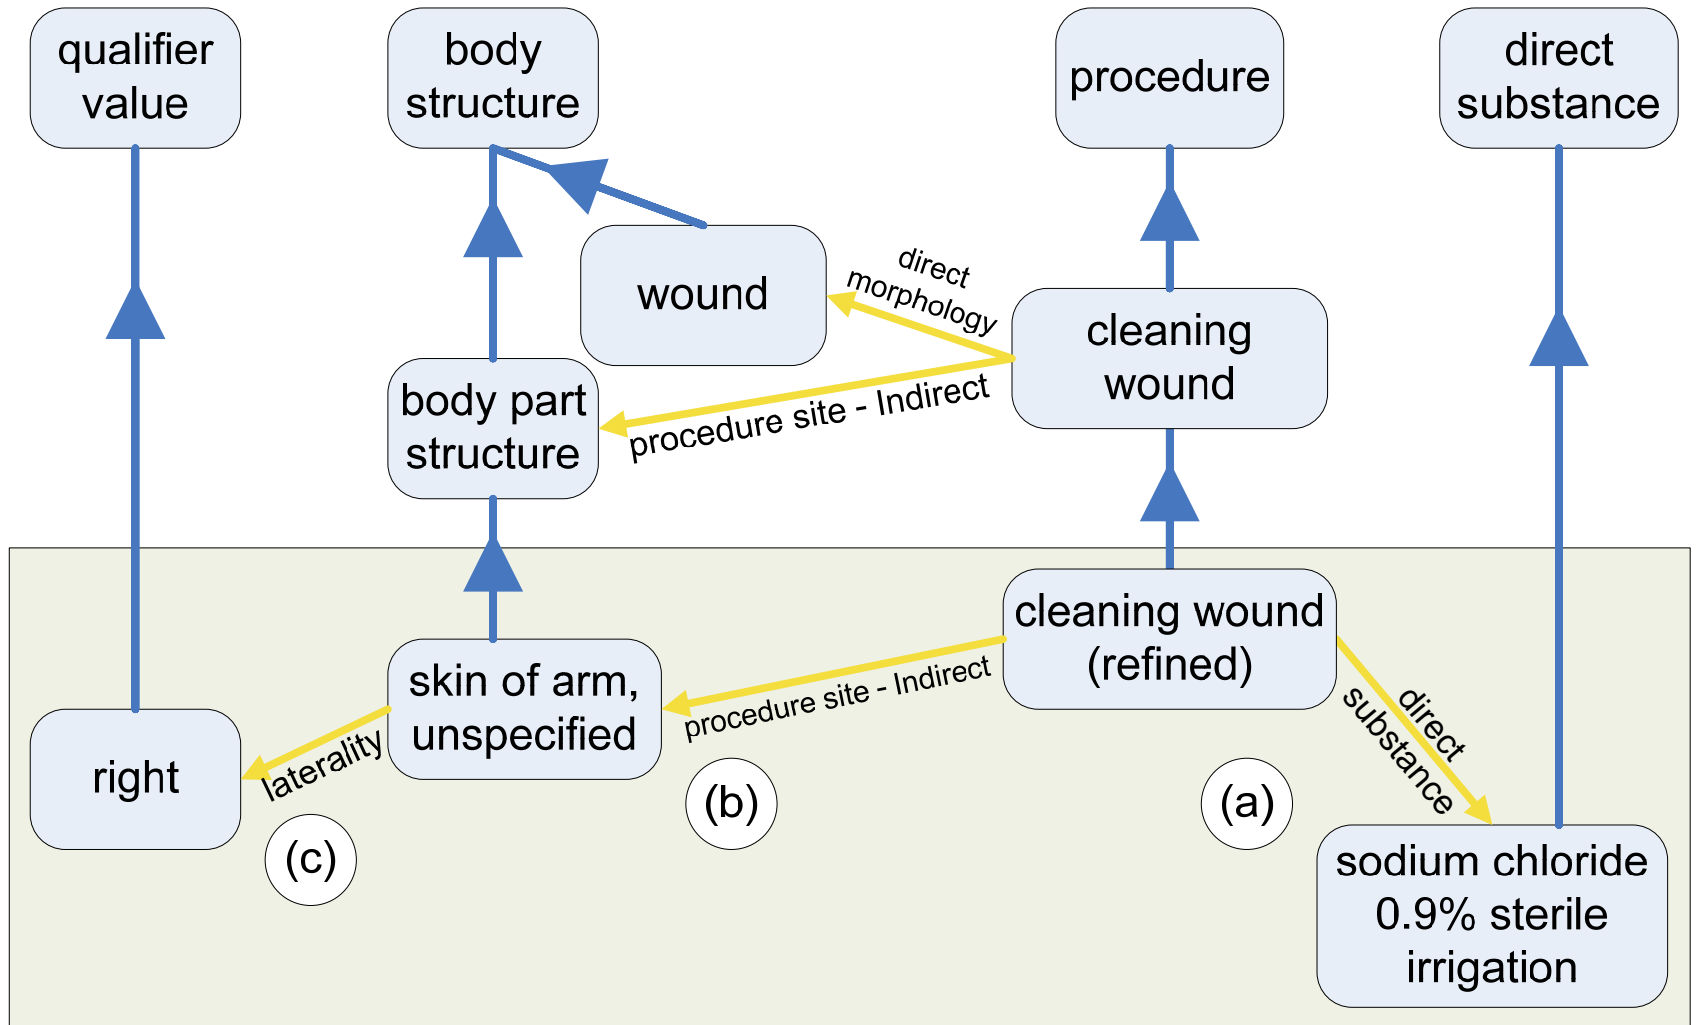 qualifier
value
body
structure
procedure
direct
substance
wound
direct
morphology
cleaning
wound
body part
structure
procedure site - Indirect
cleaning wound
(refined)
skin of arm,
unspecified
procedure site - Indirect
direct
substance
right
laterality
(c)
(b)
(a)
sodium chloride
0.9% sterile
irrigation